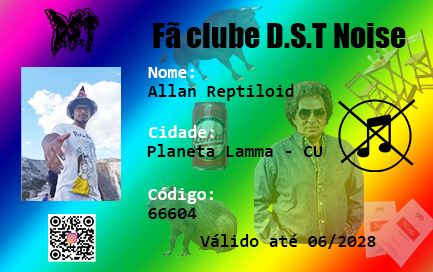 D.S.T
Fã clube D.S.T Noise
Nome:
Allan Reptiloid
Cidade:
Planeta Lamma - CU
Código:
66604
Válido até 06/2028